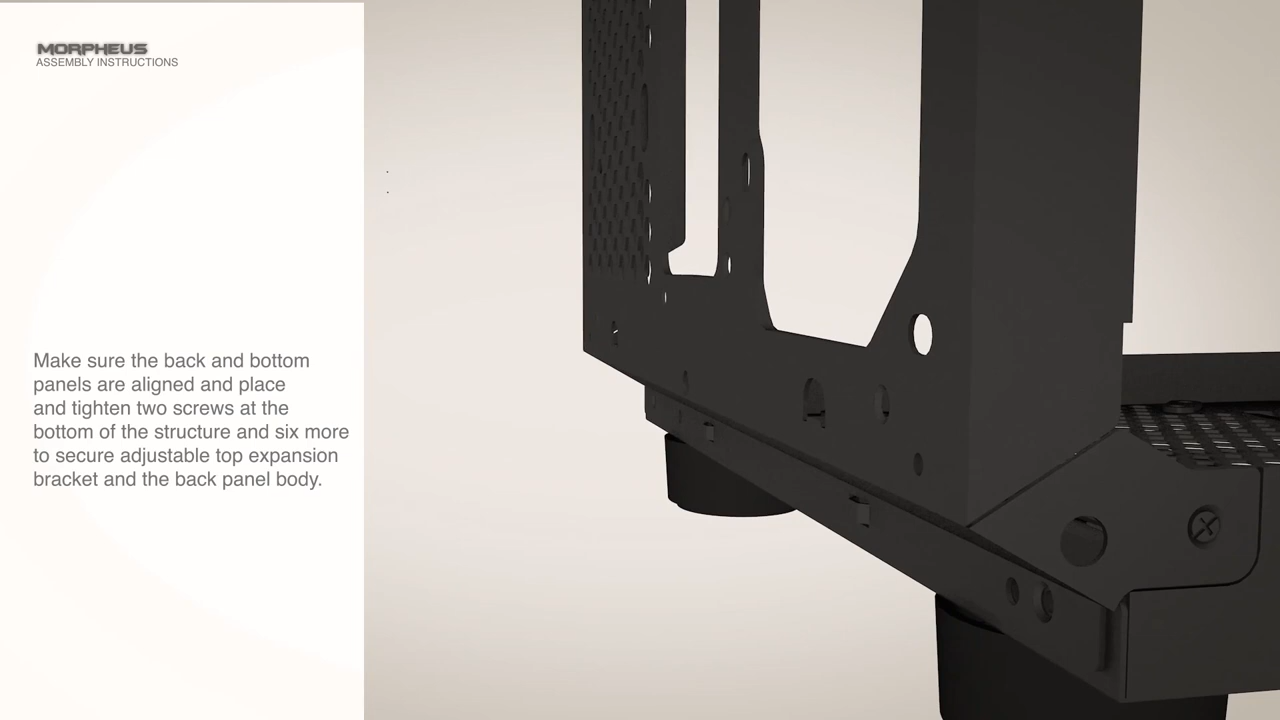 MORPHEUS
ASSEMBLY INSTRUCTIONS
Make sure the back and bottom
panels are aligned and place
and tighten two screws at the
bottom of the structure and six more
to secure adjustable top expansion
bracket and the back panel body.